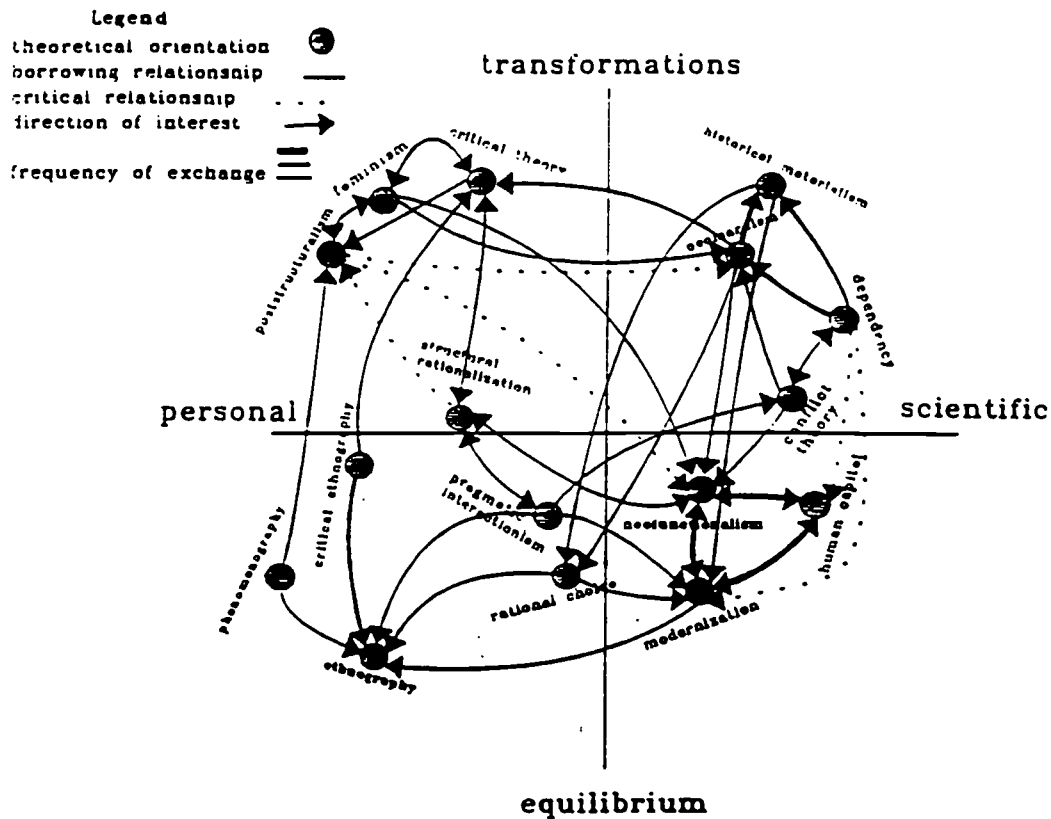 Legend
theoretical orientation
borrowing relationship
critical relationship
direction of interest
frequency of exchange
transformations
critical theory
feminism
poststructuralism
historical materialism
neomarxism
dependency
structural
rationalization
personal
scientific
conflict
theory
critical ethnography
pragmatic
interactionism
neofunctionalism
human capital
phenomenography
rational choice
modernization
ethnography
equilibrium